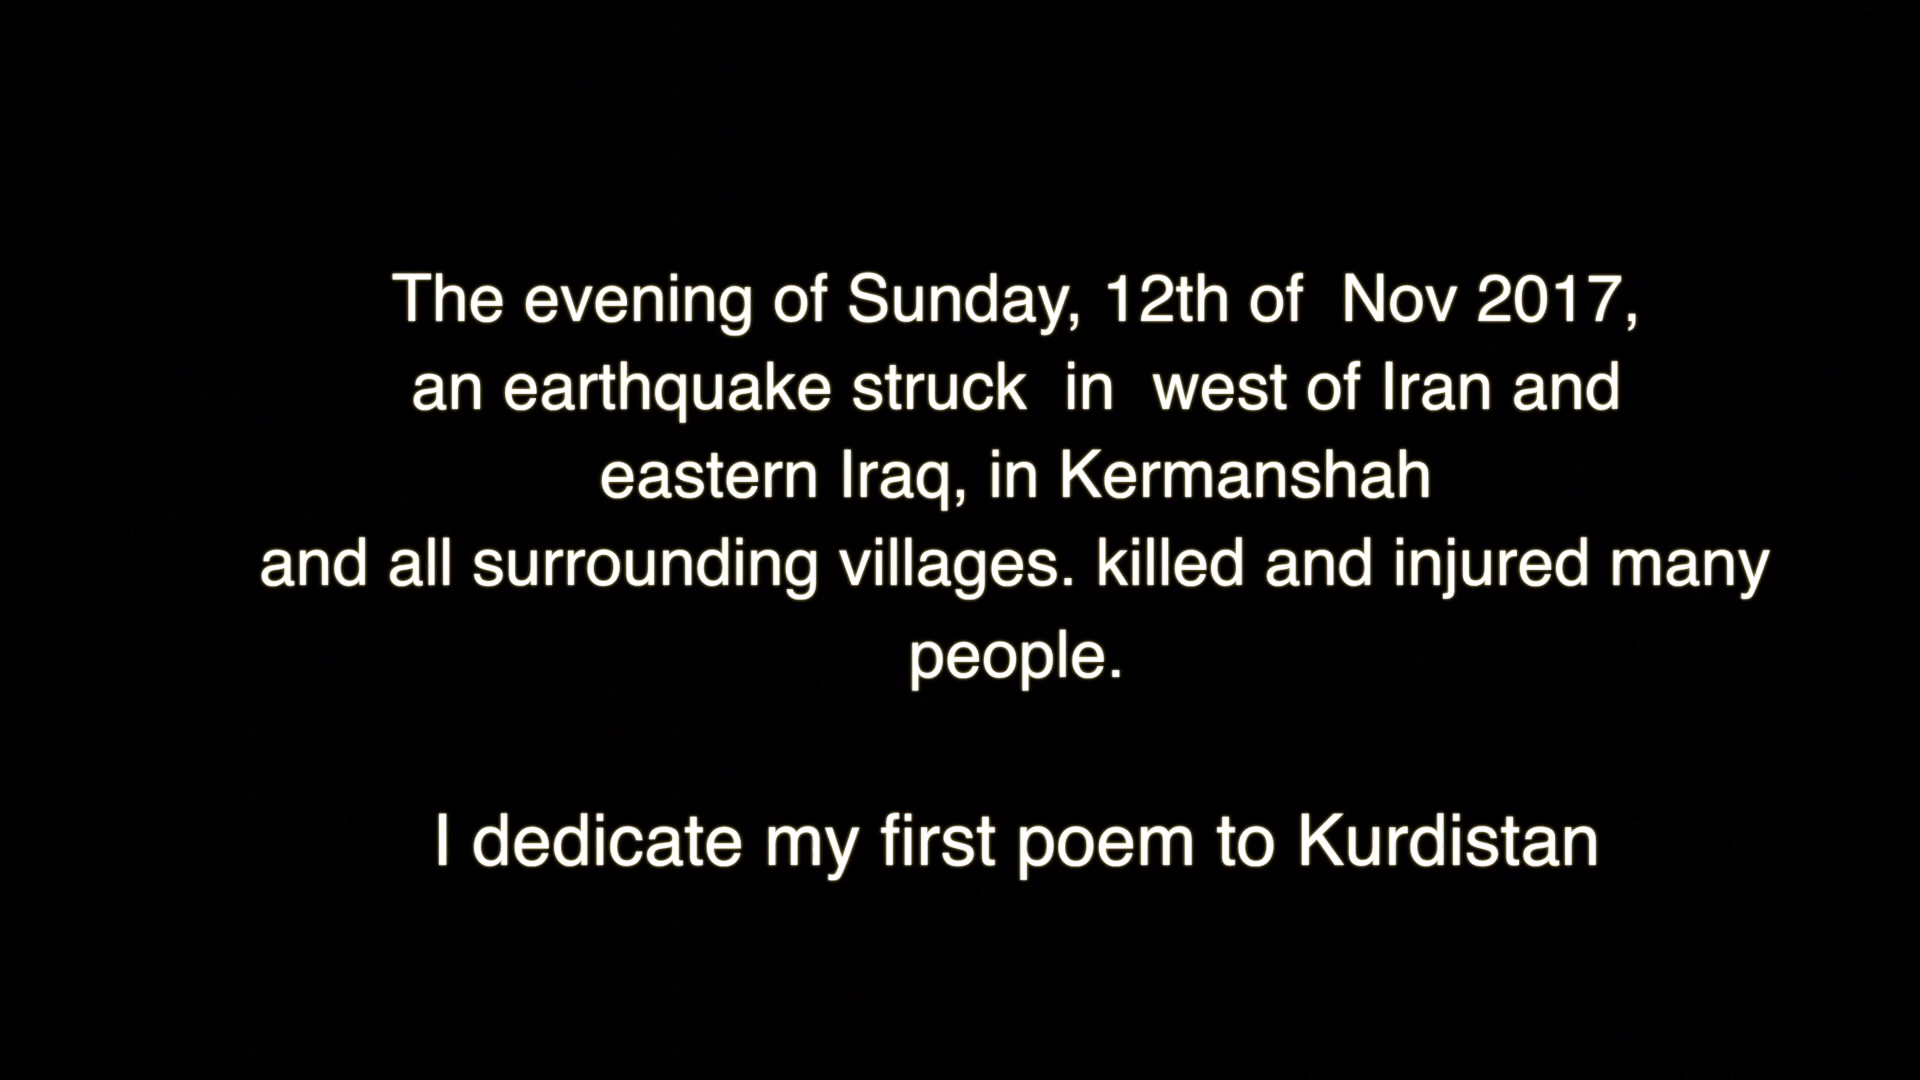 The evening of Sunday, 12th of  Nov 2017,
an earthquake struck  in  west of Iran and
eastern Iraq, in Kermanshah
and all surrounding villages. killed and injured many
people.
I dedicate my first poem to Kurdistan